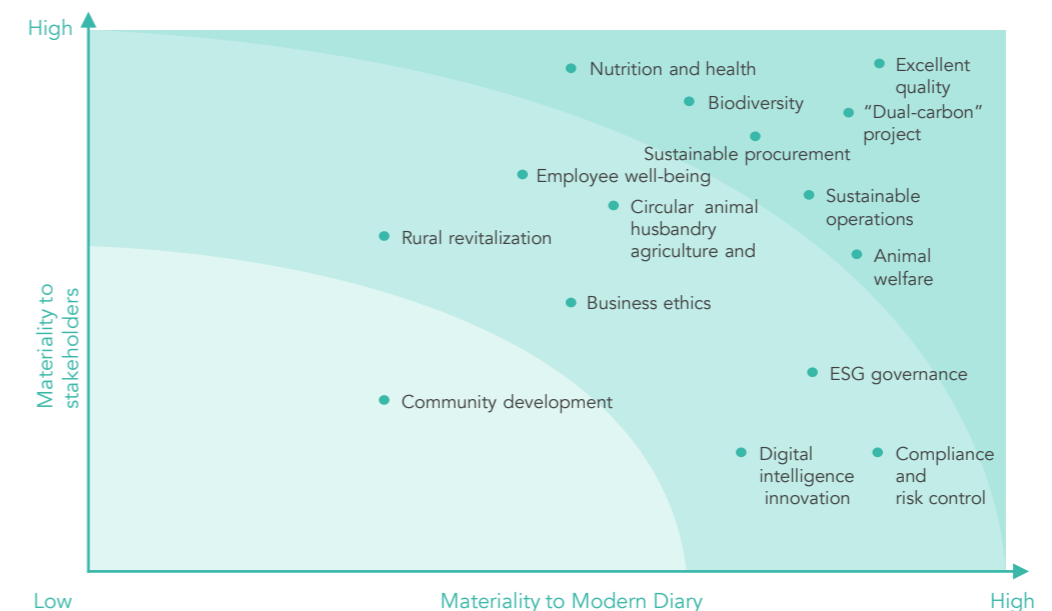 High
Nutrition and health
Excellent
quality
Biodiversity
“Dual-carbon”
project
Sustainable procurement
Employee well-being
Sustainable
operations
Circular animal
husbandry
agriculture and
Rural revitalization
Animal
welfare
Business ethics
Materiality to
stakeholders
ESG governance
Community development
Digital
intelligence
innovation
Compliance
and
risk control
Low
Materiality to Modern Diary
High